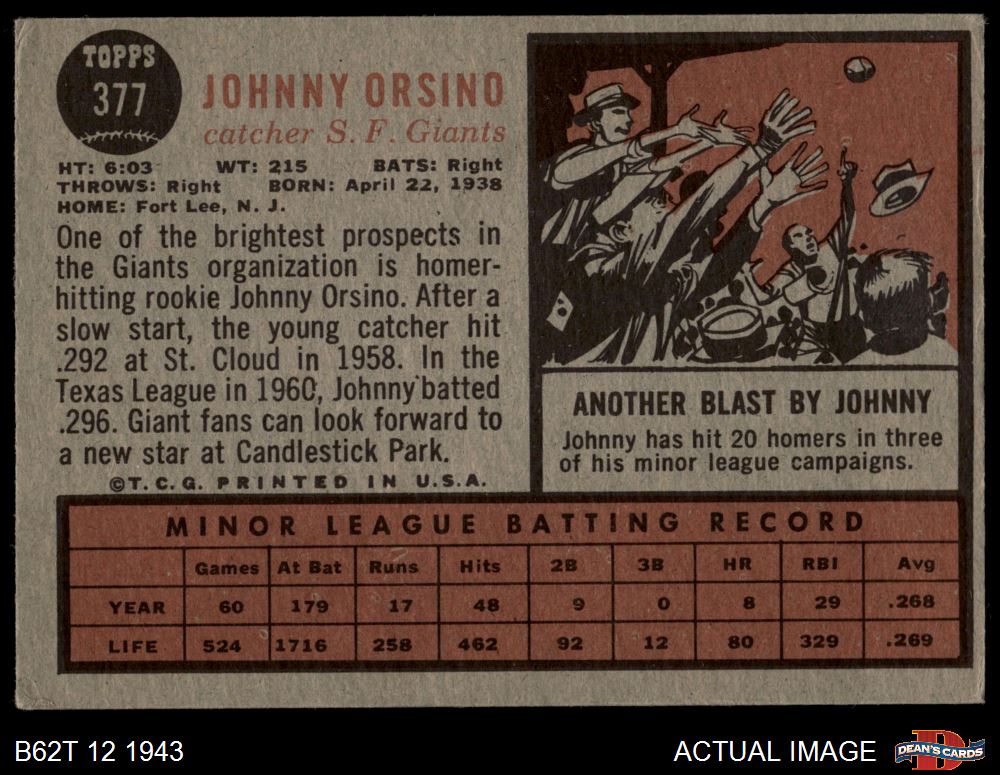 TOPPS
377
JOHNNY ORSINO
catcher S. F. Giants
HT: 6:03 WT: 215 BATS: Right
THROWS: Right BORN: April 22, 1938
HOME: Fort Lee, N. J.
One of the brightest prospects in
the Giants organization is homer-
hitting rookie Johnny Orsino. After a
slow start, the young catcher hit
.292 at St. Cloud in 1958. In the
Texas League in 1960, Johnny batted
.296. Giant fans can look forward to
a new star at Candlestick Park.
©T. C. G. PRINTED IN U.S.A.
ANOTHER BLAST BY JOHNNY
Johnny has hit 20 homers in three
of his minor league campaigns.
MINOR LEAGUE BATTING RECORD
Games At Bat Runs Hits 2B 3B HR RBI Avg
YEAR 60 179 17 48 9 0 8 29 .268
LIFE 524 1716 258 462 92 12 80 329 .269
B62T 12 1943
ACTUAL IMAGE
D
DEAN'S CARDS